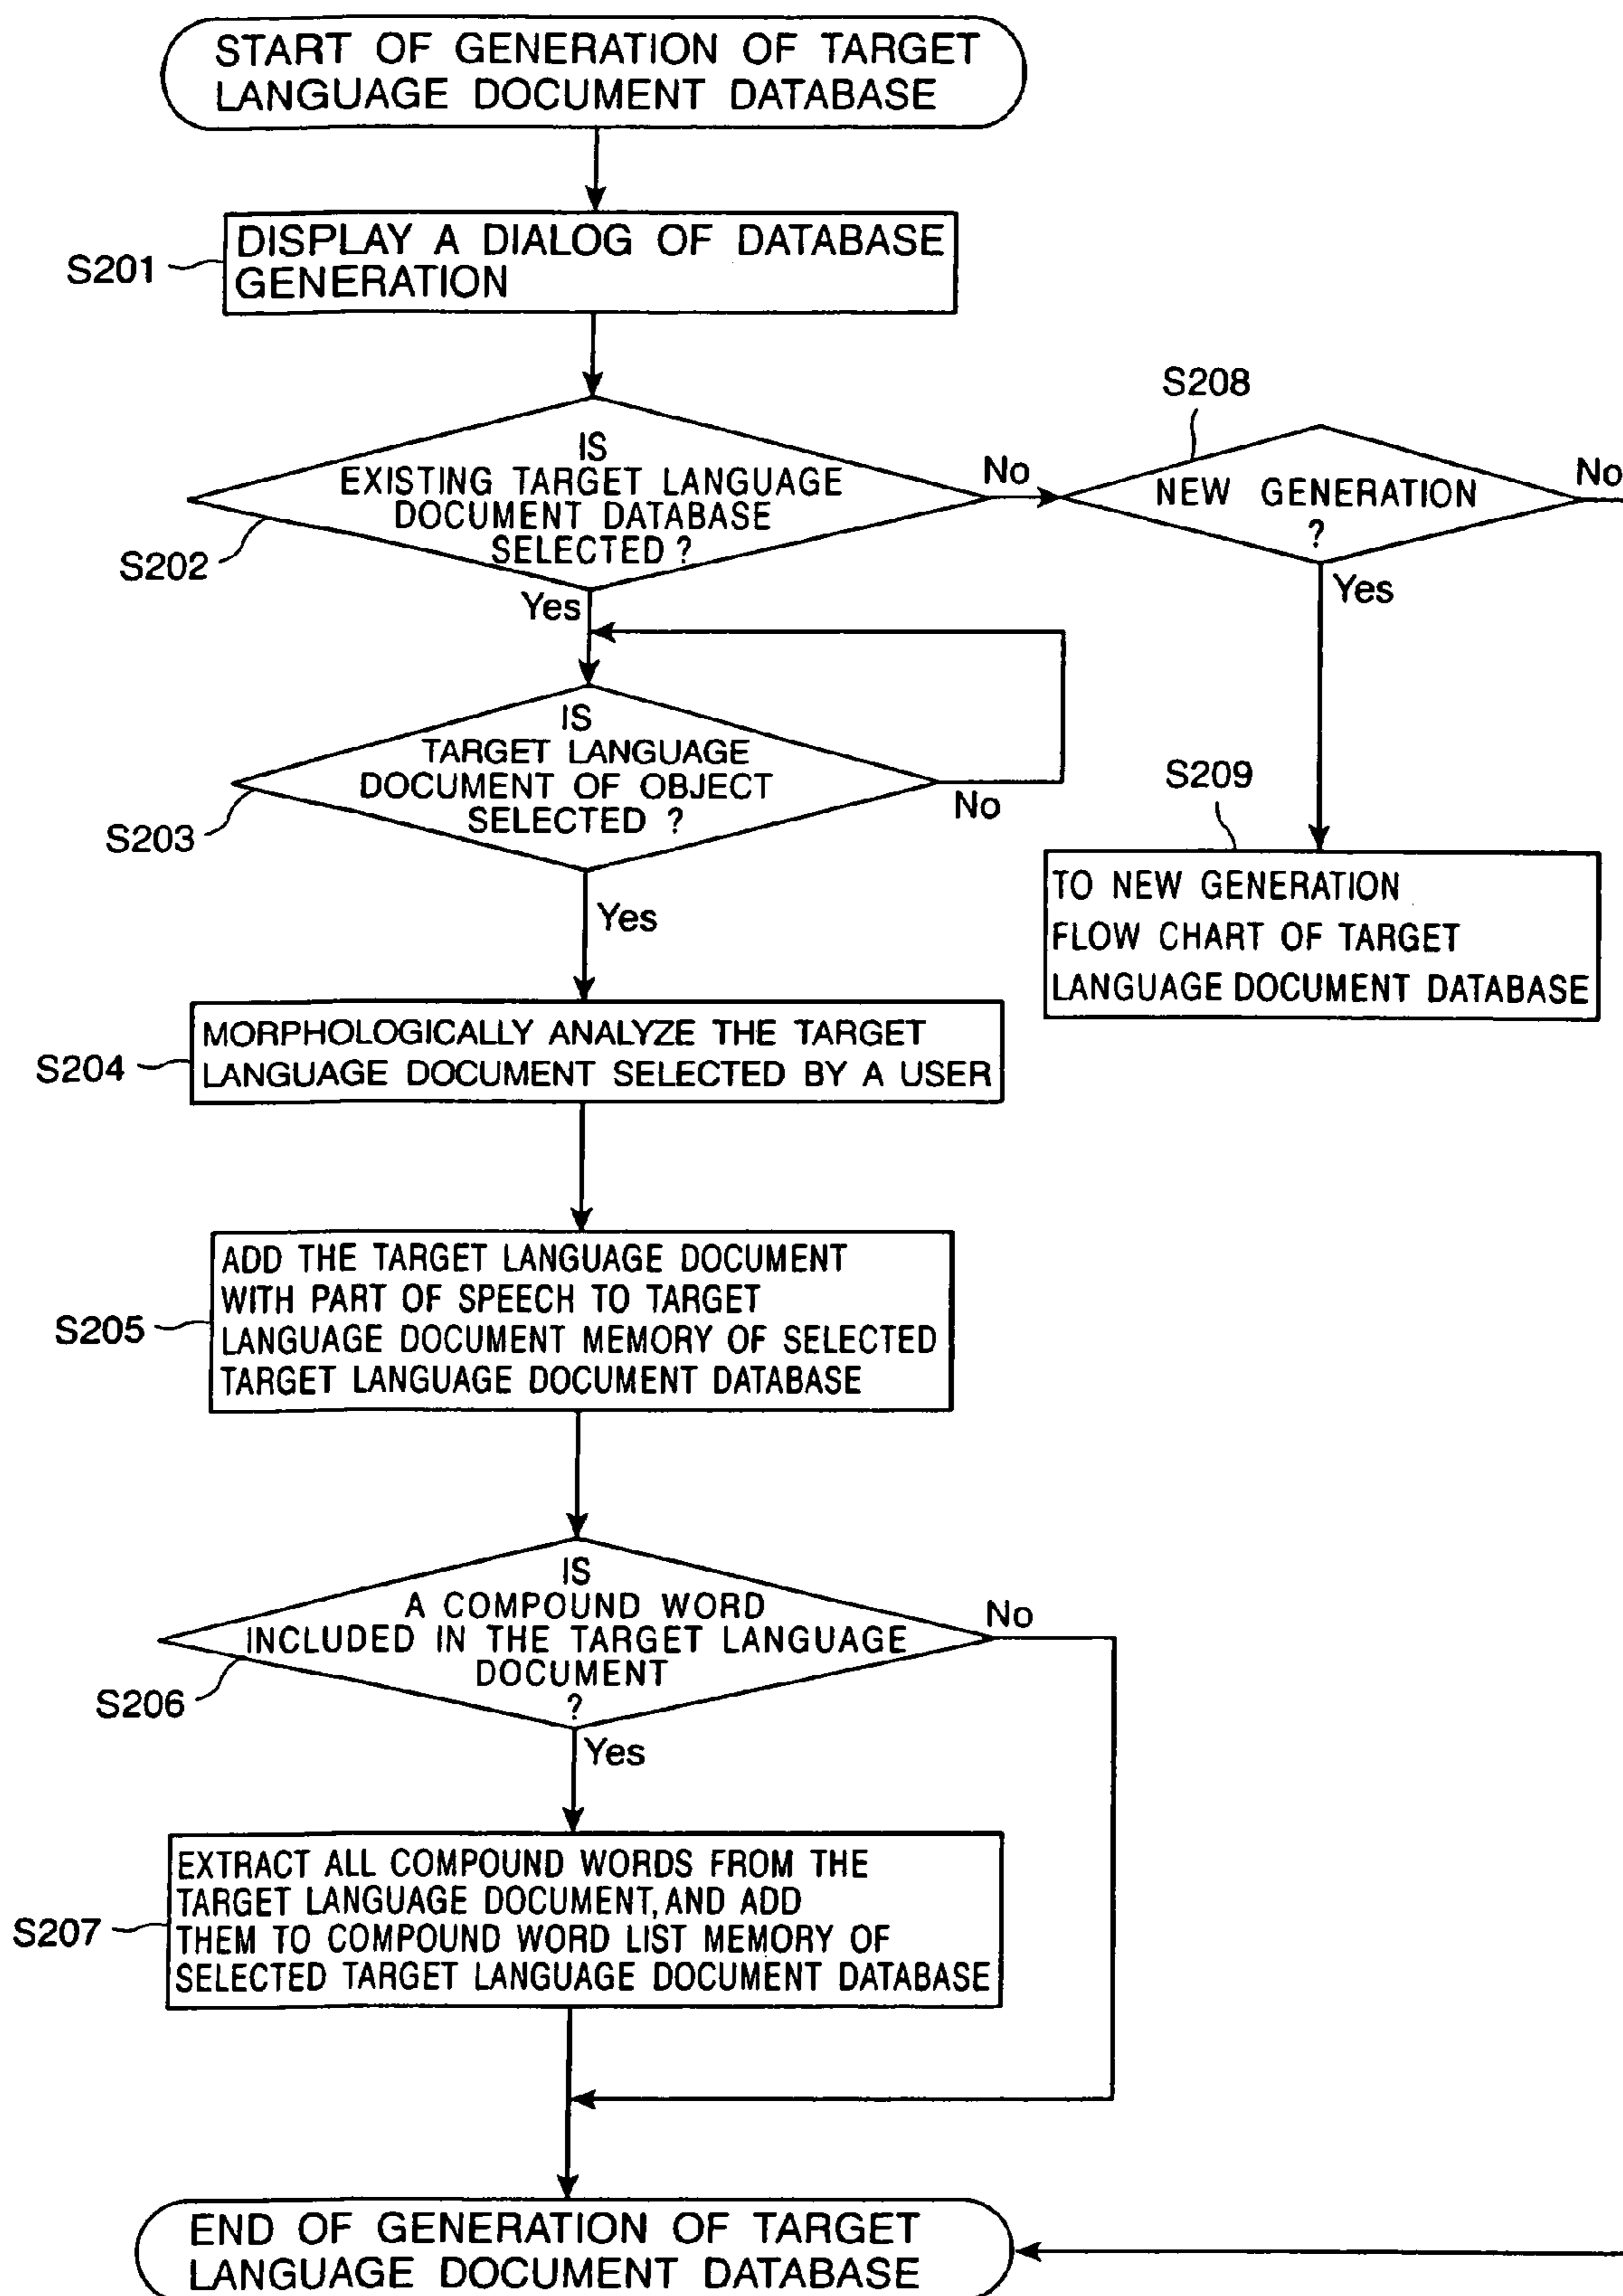 START OF GENERATION OF TARGET
LANGUAGE DOCUMENT DATABASE
S201
DISPLAY A DIALOG OF DATABASE
GENERATION
S202
IS
EXISTING TARGET LANGUAGE
DOCUMENT DATABASE
SELECTED ?
No
Yes
S208
NEW GENERATION
?
No
Yes
S203
IS
TARGET LANGUAGE
DOCUMENT OF OBJECT
SELECTED ?
No
Yes
S209
TO NEW GENERATION
FLOW CHART OF TARGET
LANGUAGE DOCUMENT DATABASE
S204
MORPHOLOGICALLY ANALYZE THE TARGET
LANGUAGE DOCUMENT SELECTED BY A USER
S205
ADD THE TARGET LANGUAGE DOCUMENT
WITH PART OF SPEECH TO TARGET
LANGUAGE DOCUMENT MEMORY OF SELECTED
TARGET LANGUAGE DOCUMENT DATABASE
S206
IS
A COMPOUND WORD
INCLUDED IN THE TARGET LANGUAGE
DOCUMENT
?
No
Yes
S207
EXTRACT ALL COMPOUND WORDS FROM THE
TARGET LANGUAGE DOCUMENT, AND ADD
THEM TO COMPOUND WORD LIST MEMORY OF
SELECTED TARGET LANGUAGE DOCUMENT DATABASE
END OF GENERATION OF TARGET
LANGUAGE DOCUMENT DATABASE